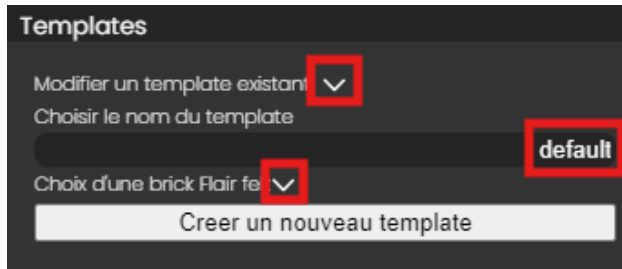 Templates
Modifier un template existant
Choisir le nom du template
default
Choix d'une brick Flair
Creer un nouveau template